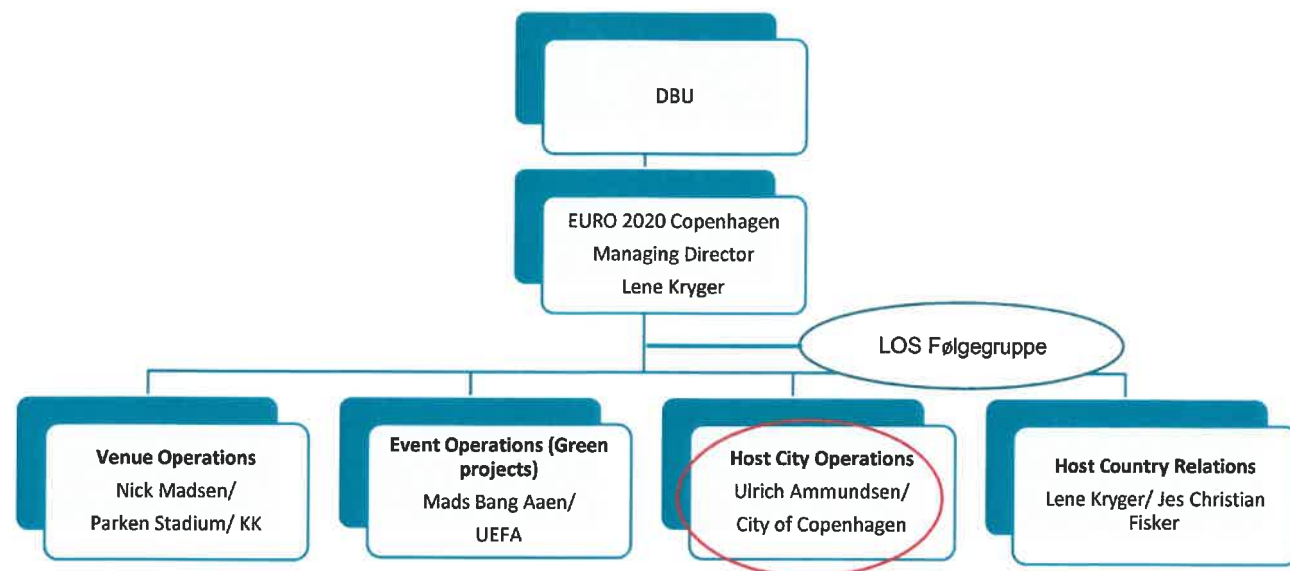 DBU
EURO 2020 Copenhagen
Managing Director
Lene Kryger
LOS Følgegruppe
Venue Operations
Nick Madsen/
Parken Stadium/ KK
Event Operations (Green
projects)
Mads Bang Aaen/
UEFA
Host City Operations
Ulrich Ammundsen/
City of Copenhagen
Host Country Relations
Lene Kryger/ Jes Christian
Fisker